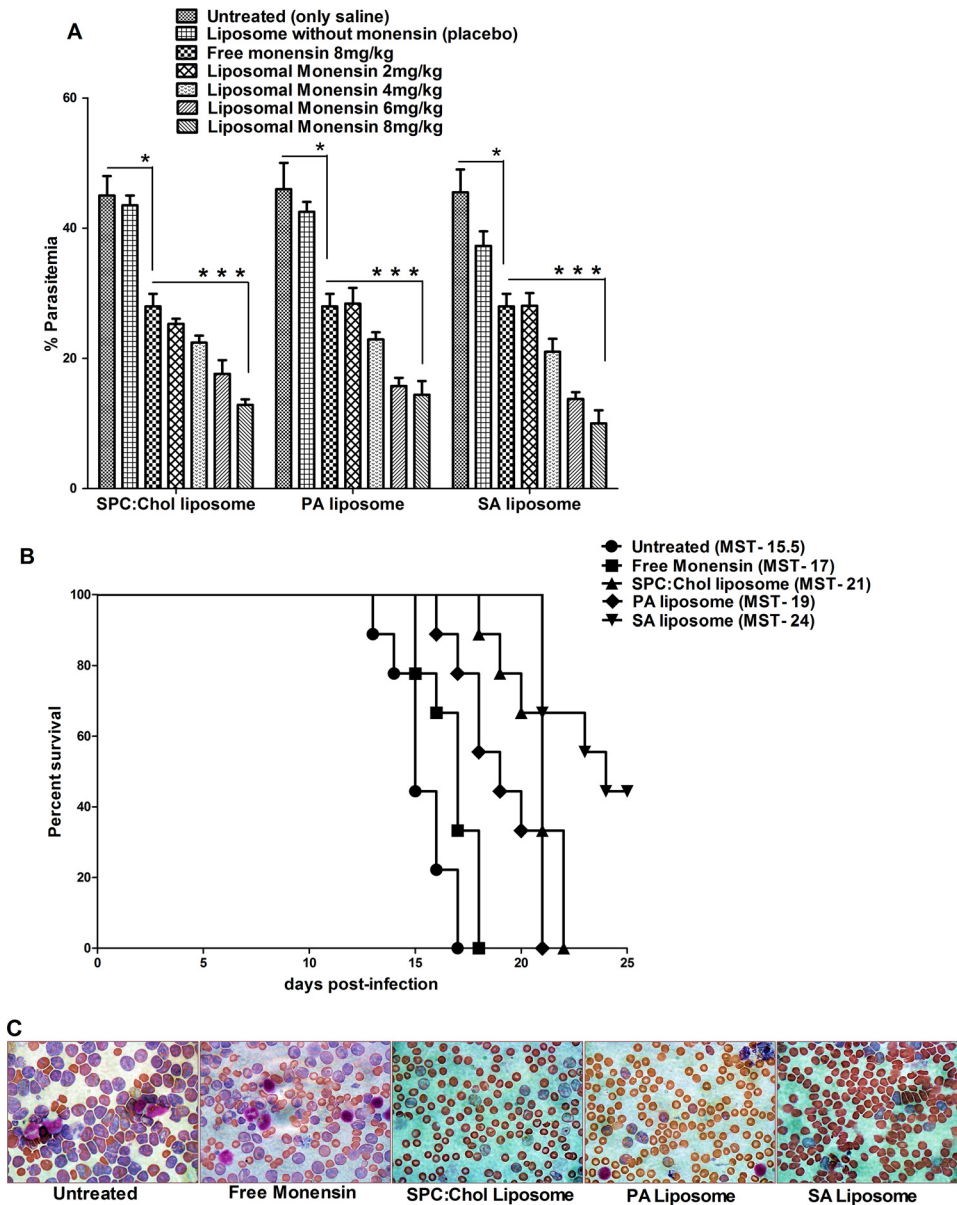 A
Untreated (only saline)
Liposome without monensin (placebo)
Free monensin 8mg/kg
Liposomal Monensin 2mg/kg
Liposomal Monensin 4mg/kg
Liposomal Monensin 6mg/kg
Liposomal Monensin 8mg/kg
60
40
20
0
% Parasitemia
*
* * *
*
* * *
*
* * *
SPC:Chol liposome
PA liposome
SA liposome
B
Untreated (MST- 15.5)
Free Monensin (MST- 17)
SPC:Chol liposome (MST- 21)
PA liposome (MST- 19)
SA liposome (MST- 24)
100
80
60
40
20
0
Percent survival
0 5 10 15 20 25
days post-infection
C
Untreated
Free Monensin
SPC:Chol Liposome
PA Liposome
SA Liposome